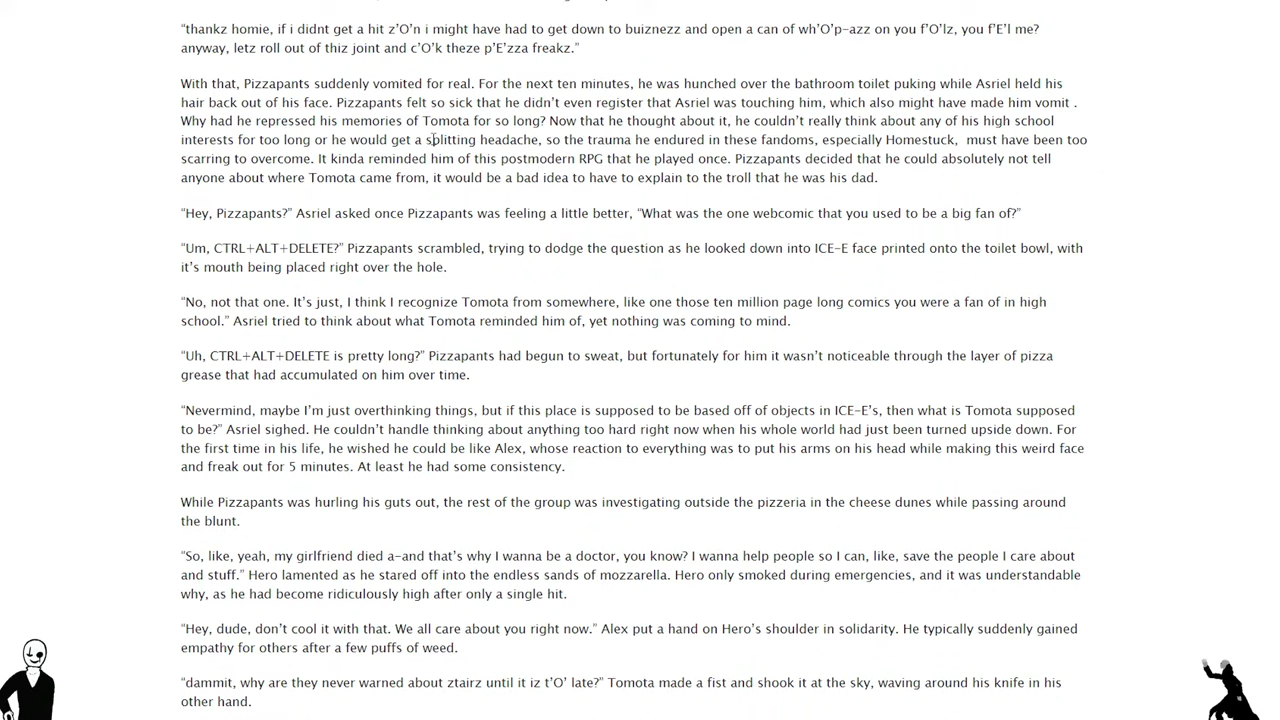 “thankz homie, if i didnt get a hit z’O’n i might have had to get down to buiznezz and open a can of wh’O’p-azz on you f’O’lz, you f’E’l me?
anyway, letz roll out of thiz joint and c’O’k theze p’E’zza freakz.”
With that, Pizzapants suddenly vomited for real. For the next ten minutes, he was hunched over the bathroom toilet puking while Asriel held his
hair back out of his face. Pizzapants felt so sick that he didn’t even register that Asriel was touching him, which also might have made him vomit .
Why had he repressed his memories of Tomota for so long? Now that he thought about it, he couldn’t really think about any of his high school
interests for too long or he would get a splitting headache, so the trauma he endured in these fandoms, especially Homestuck,  must have been too
scarring to overcome. It kinda reminded him of this postmodern RPG that he played once. Pizzapants decided that he could absolutely not tell
anyone about where Tomota came from, it would be a bad idea to have to explain to the troll that he was his dad.
“Hey, Pizzapants?” Asriel asked once Pizzapants was feeling a little better, “What was the one webcomic that you used to be a big fan of?”
“Um, CTRL+ALT+DELETE?” Pizzapants scrambled, trying to dodge the question as he looked down into ICE-E face printed onto the toilet bowl, with
it’s mouth being placed right over the hole.
“No, not that one. It’s just, I think I recognize Tomota from somewhere, like one those ten million page long comics you were a fan of in high
school.” Asriel tried to think about what Tomota reminded him of, yet nothing was coming to mind.
“Uh, CTRL+ALT+DELETE is pretty long?” Pizzapants had begun to sweat, but fortunately for him it wasn’t noticeable through the layer of pizza
grease that had accumulated on him over time.
“Nevermind, maybe I’m just overthinking things, but if this place is supposed to be based off of objects in ICE-E’s, then what is Tomota supposed
to be?” Asriel sighed. He couldn’t handle thinking about anything too hard right now when his whole world had just been turned upside down. For
the first time in his life, he wished he could be like Alex, whose reaction to everything was to put his arms on his head while making this weird face
and freak out for 5 minutes. At least he had some consistency.
While Pizzapants was hurling his guts out, the rest of the group was investigating outside the pizzeria in the cheese dunes while passing around
the blunt.
“So, like, yeah, my girlfriend died a-and that’s why I wanna be a doctor, you know? I wanna help people so I can, like, save the people I care about
and stuff.” Hero lamented as he stared off into the endless sands of mozzarella. Hero only smoked during emergencies, and it was understandable
why, as he had become ridiculously high after only a single hit.
“Hey, dude, don’t cool it with that. We all care about you right now.” Alex put a hand on Hero’s shoulder in solidarity. He typically suddenly gained
empathy for others after a few puffs of weed.
“dammit, why are they never warned about ztairz until it iz t’O’ late?” Tomota made a fist and shook it at the sky, waving around his knife in his
other hand.